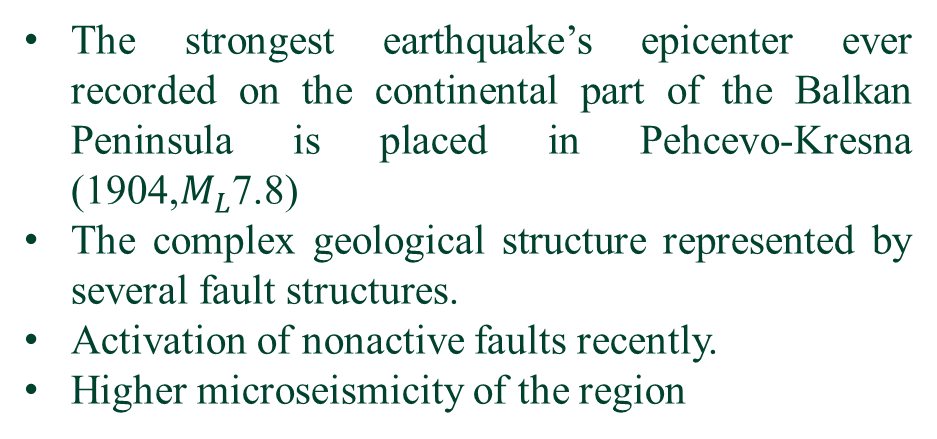 • The strongest earthquake’s epicenter ever
recorded on the continental part of the Balkan
Peninsula is placed in Pehcevo-Kresna
(1904,M_L7.8)
• The complex geological structure represented by
several fault structures.
• Activation of nonactive faults recently.
• Higher microseismicity of the region